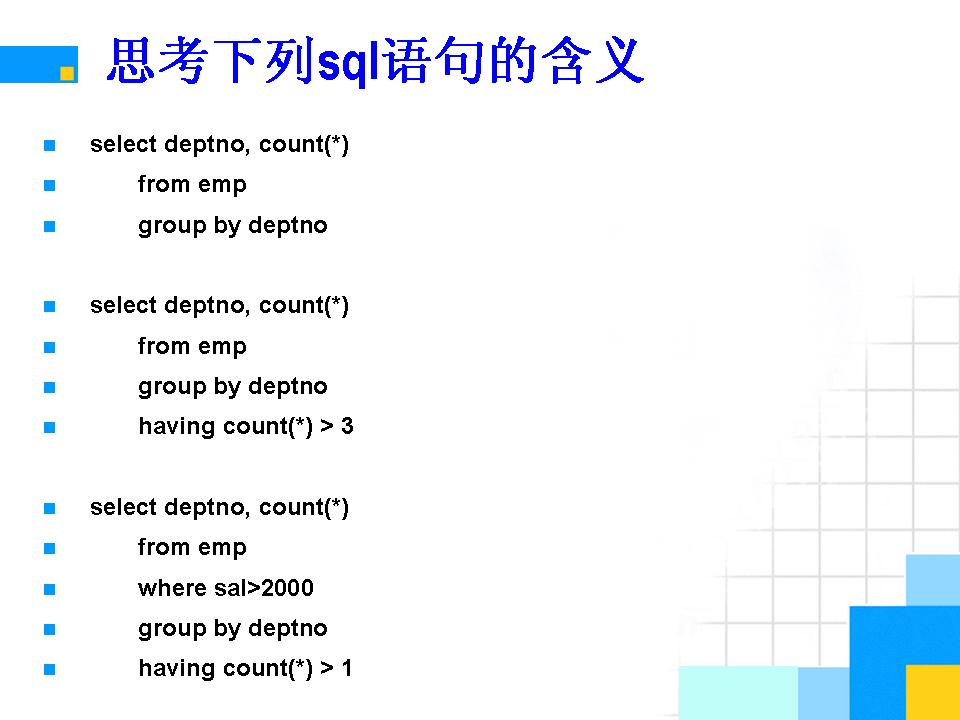 思考下列sql语句的含义
select deptno, count(*)
from emp
group by deptno
select deptno, count(*)
from emp
group by deptno
having count(*) > 3
select deptno, count(*)
from emp
where sal>2000
group by deptno
having count(*) > 1